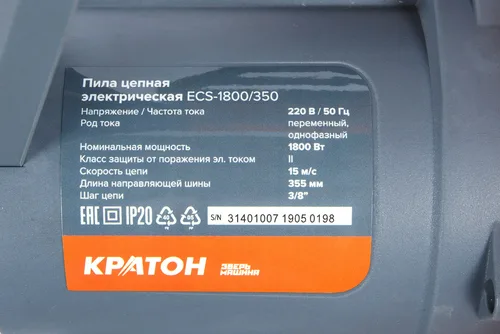 Пила цепная
электрическая ECS-1800/350
Напряжение / Частота тока 220 В / 50 Гц
Род тока переменный,
однофазный
Номинальная мощность 1800 Вт
Класс защиты от поражения эл. током II
Скорость цепи 15 м/с
Длина направляющей шины 355 мм
Шаг цепи 3/8"
EAC IP20 S/N 31401007 1905 0198
КРАТОН ЗВЕРЬ
МАШИНА